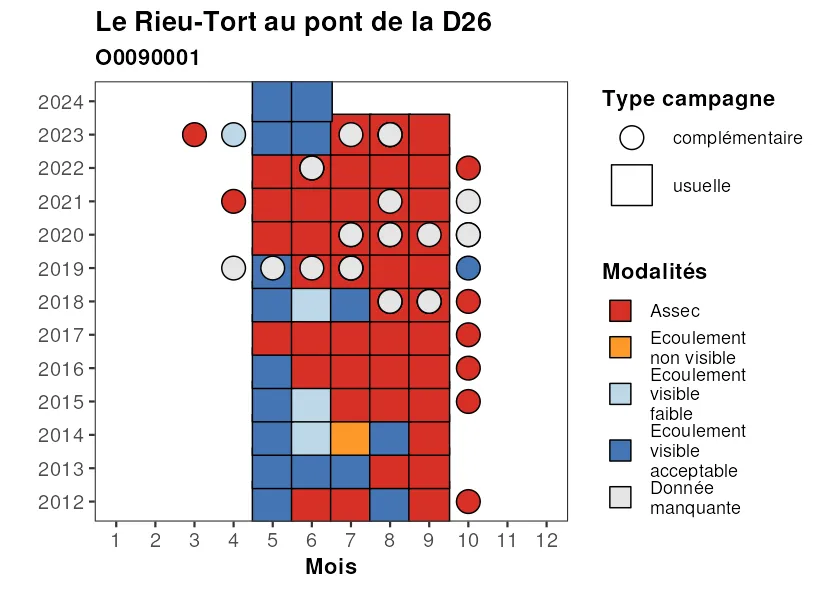 Le Rieu-Tort au pont de la D26
O0090001
2024
2023
2022
2021
2020
2019
2018
2017
2016
2015
2014
2013
2012
1 2 3 4 5 6 7 8 9 10 11 12
Mois
Type campagne
complémentaire
usuelle
Modalités
Assec
Ecoulement
non visible
Ecoulement
visible
faible
Ecoulement
visible
acceptable
Donnée
manquante